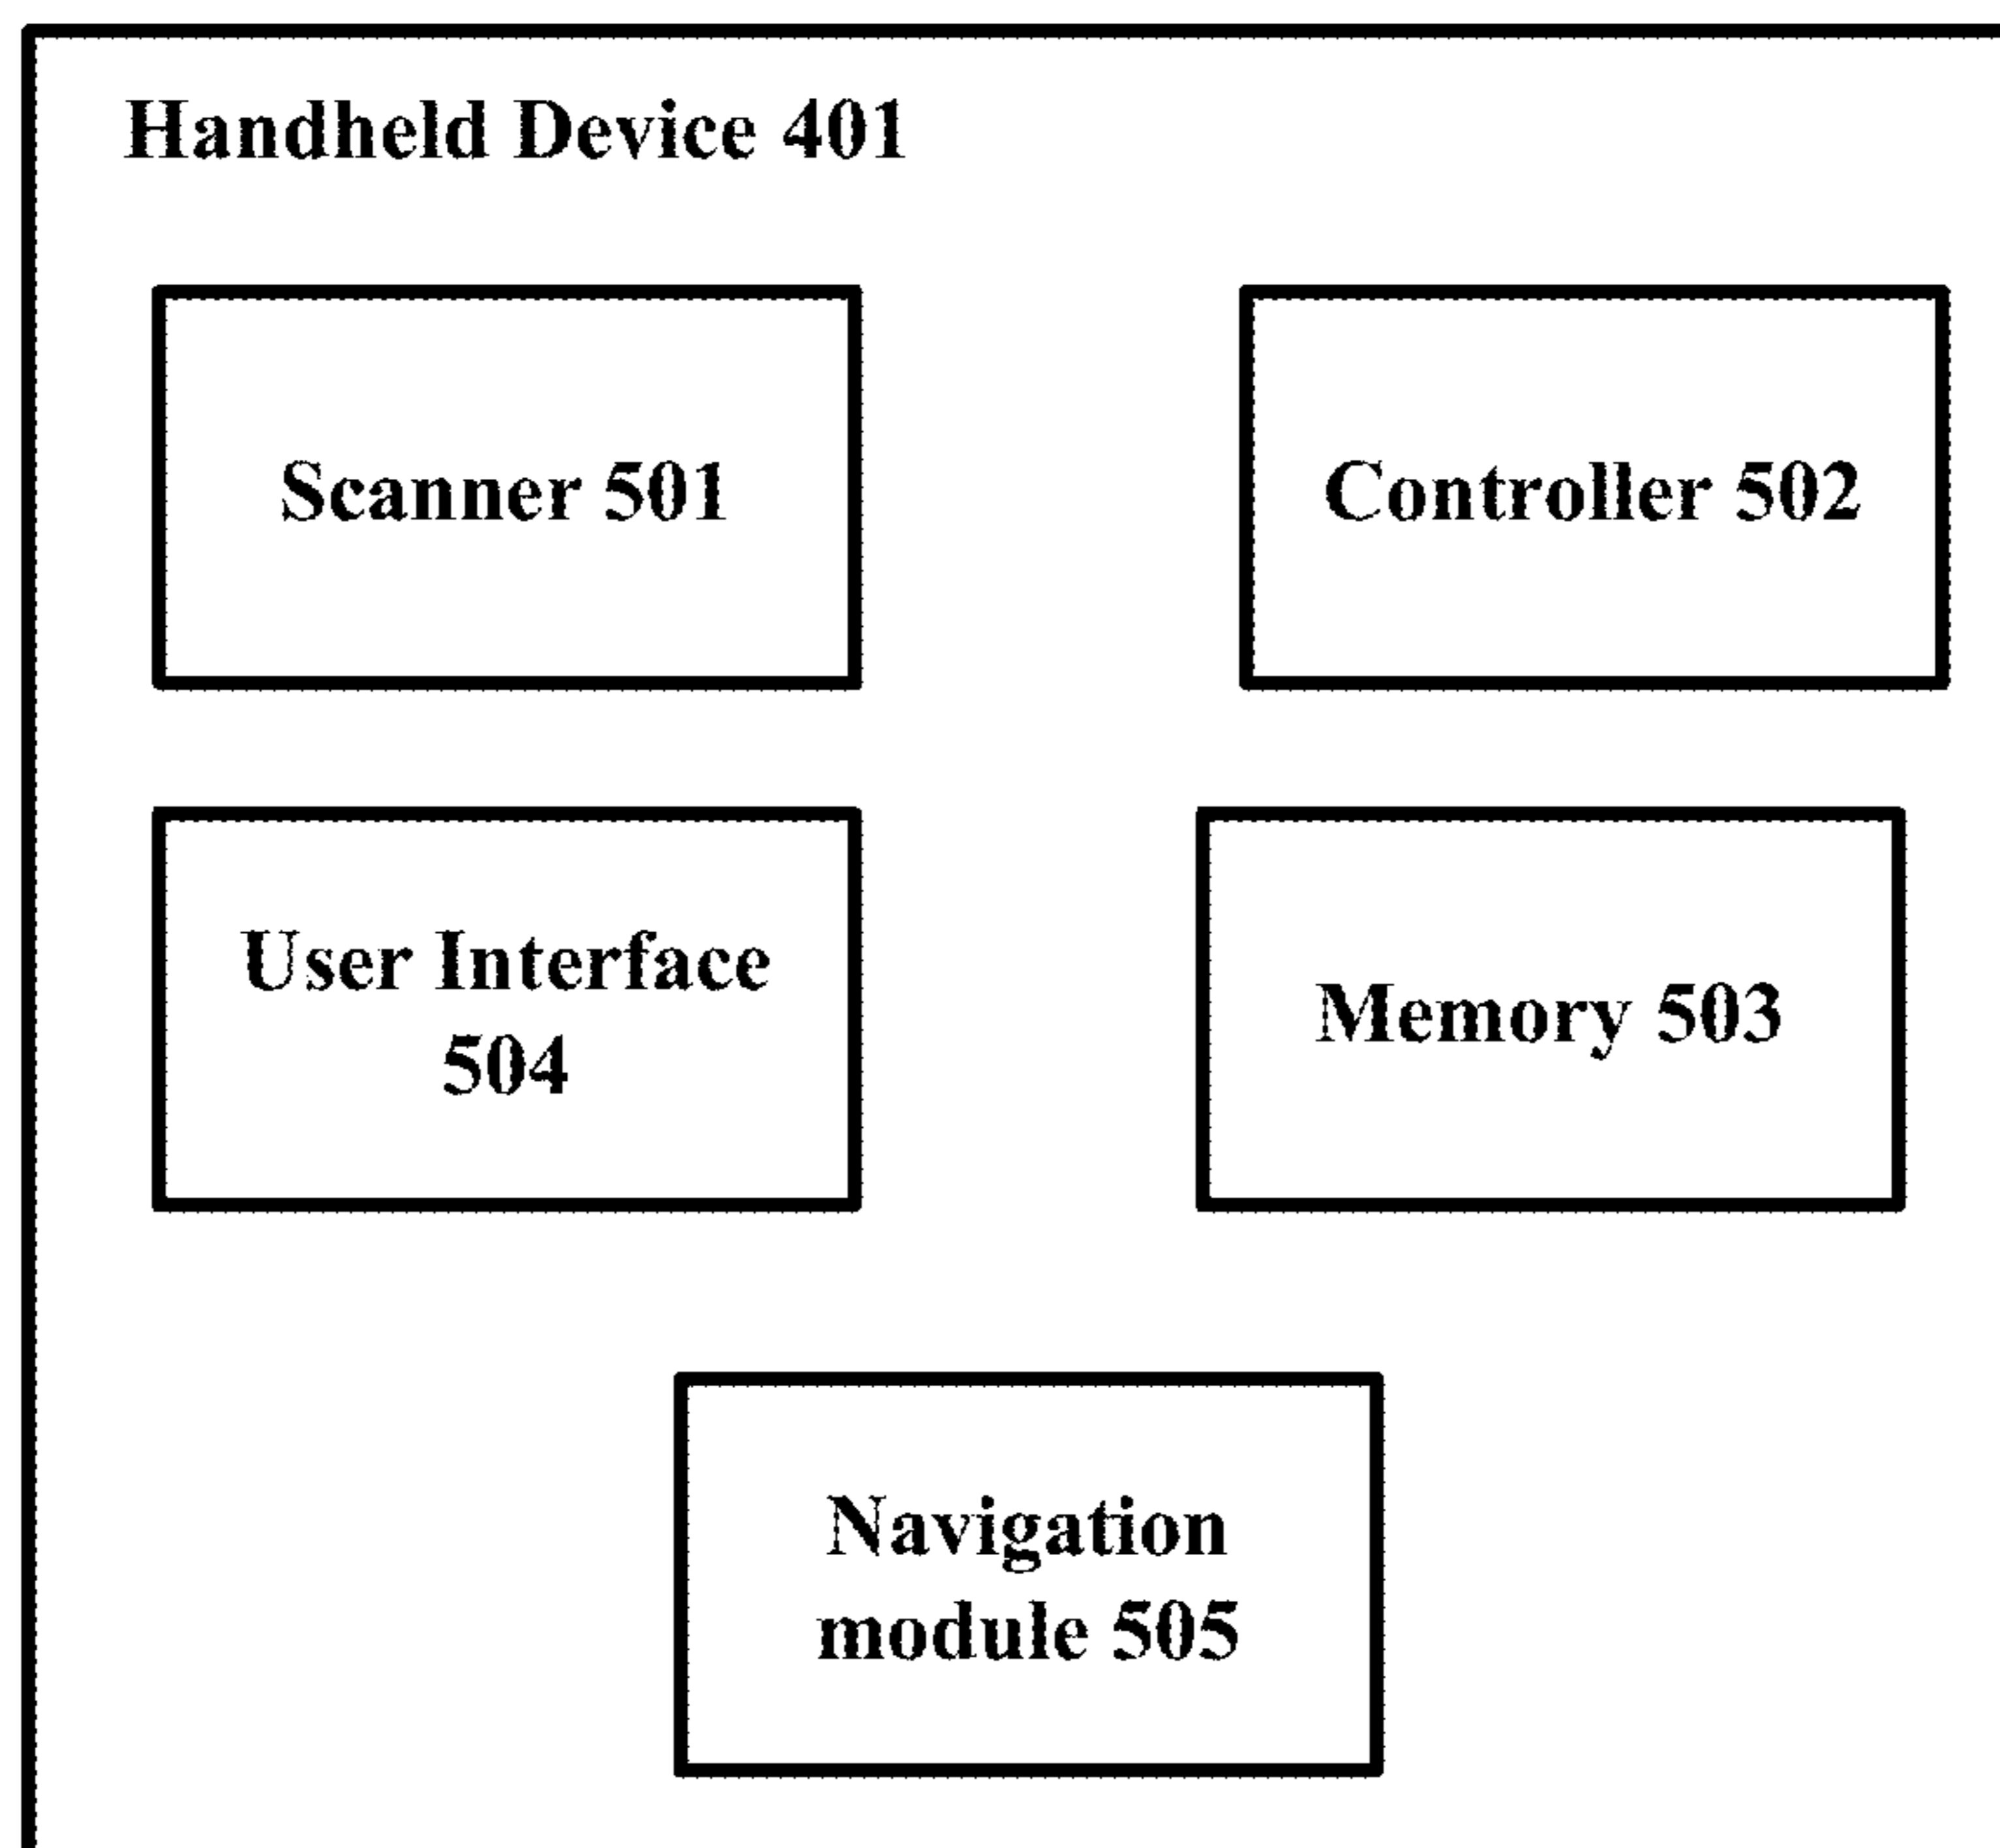 Handheld Device 401
Scanner 501
Controller 502
User Interface
504
Memory 503
Navigation
module 505